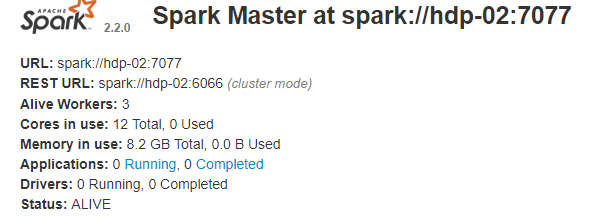 APACHE
Spark 2.2.0 Spark Master at spark://hdp-02:7077
URL: spark://hdp-02:7077
REST URL: spark://hdp-02:6066 (cluster mode)
Alive Workers: 3
Cores in use: 12 Total, 0 Used
Memory in use: 8.2 GB Total, 0.0 B Used
Applications: 0 Running, 0 Completed
Drivers: 0 Running, 0 Completed
Status: ALIVE